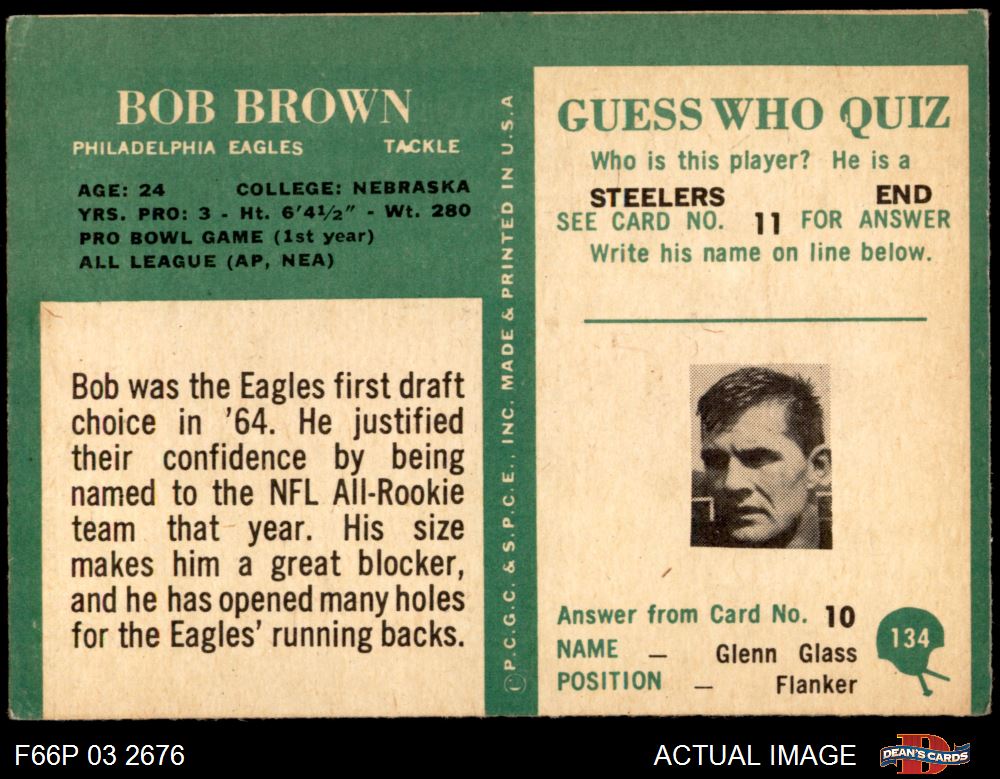 BOB BROWN
PHILADELPHIA EAGLES TACKLE
AGE: 24 COLLEGE: NEBRASKA
YRS. PRO: 3 - Ht. 6'4½" - Wt. 280
PRO BOWL GAME (1st year)
ALL LEAGUE (AP, NEA)
Bob was the Eagles first draft
choice in '64. He justified
their confidence by being
named to the NFL All-Rookie
team that year. His size
makes him a great blocker,
and he has opened many holes
for the Eagles' running backs.
© P.C.G.C. & S.P.C.E., INC. MADE & PRINTED IN U.S.A
GUESS WHO QUIZ
Who is this player? He is a
STEELERS END
SEE CARD NO. 11 FOR ANSWER
Write his name on line below.
Answer from Card No. 10
NAME — Glenn Glass
POSITION — Flanker
134
F66P 03 2676
ACTUAL IMAGE
DEAN'S CARDS